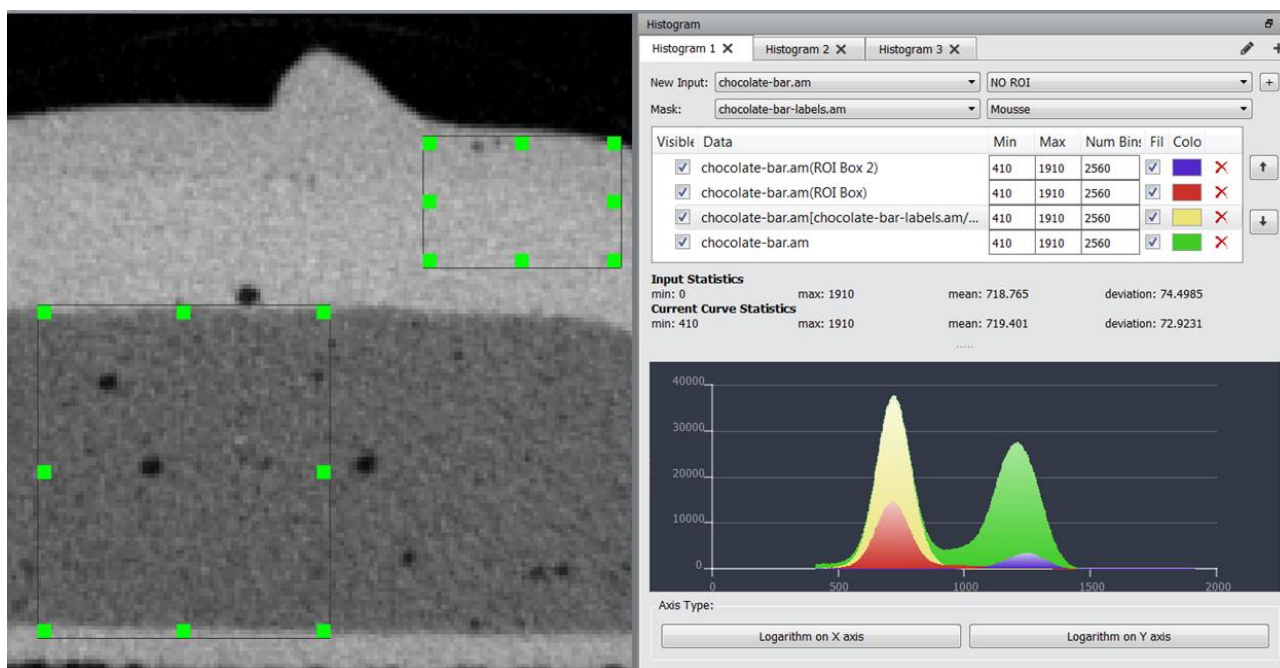 Histogram
Histogram 1 Histogram 2 Histogram 3
New Input: chocolate-bar.am NO ROI
Mask: chocolate-bar-labels.am Mousse
Visible Data Min Max Num Bins Fil Colo
chocolate-bar.am(ROI Box 2) 410 1910 2560
chocolate-bar.am(ROI Box) 410 1910 2560
chocolate-bar.am[chocolate-bar-labels.am/... 410 1910 2560
chocolate-bar.am 410 1910 2560
Input Statistics
min: 0 max: 1910 mean: 718.765 deviation: 74.4985
Current Curve Statistics
min: 410 max: 1910 mean: 719.401 deviation: 72.9231
40000
30000
20000
10000
0
0 500 1000 1500 2000
Axis Type:
Logarithm on X axis Logarithm on Y axis